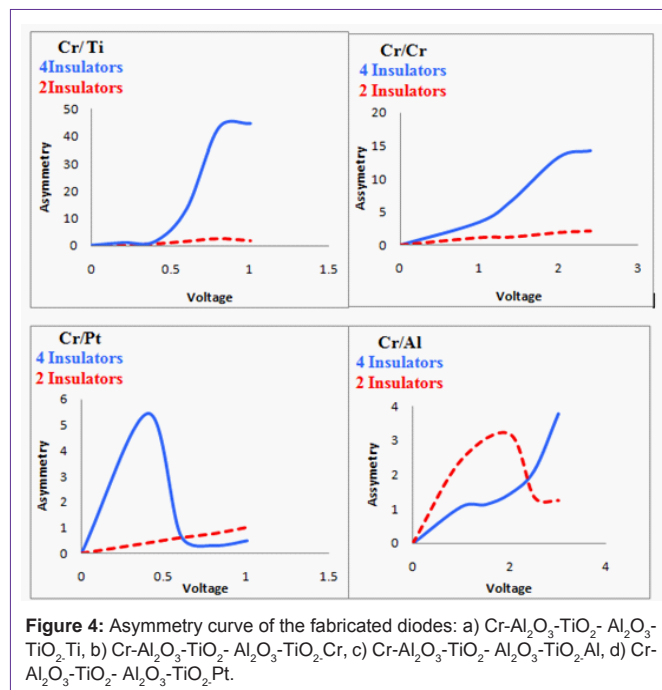 Cr/Ti
4Insulators
2Insulators
50
40
30
20
10
0
Assymetry
0
0.5
1
1.5
Voltage
Cr/Cr
4 Insulators
2 Insulators
20
15
10
5
0
Assymetry
0
1
2
3
Voltage
Cr/Pt
4 Insulators
2 Insulators
6
5
4
3
2
1
0
Asymmetry
0
0.5
1
1.5
Voltage
Cr/Al
4 Insulators
2 Insulators
4
3
2
1
0
Asymmetry
0
2
4
Voltage
Figure 4: Asymmetry curve of the fabricated diodes: a) Cr-Al₂O₃-TiO₂- Al₂O₃-
TiO₂-Ti, b) Cr-Al₂O₃-TiO₂- Al₂O₃-TiO₂-Cr, c) Cr-Al₂O₃-TiO₂- Al₂O₃-TiO₂-Al, d) Cr-
Al₂O₃-TiO₂- Al₂O₃-TiO₂-Pt.